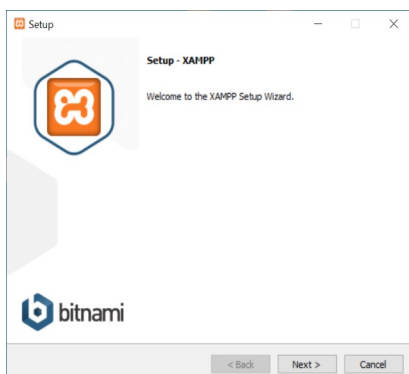 Setup
Setup - XAMPP
Welcome to the XAMPP Setup Wizard.
bitnami
< Back Next > Cancel